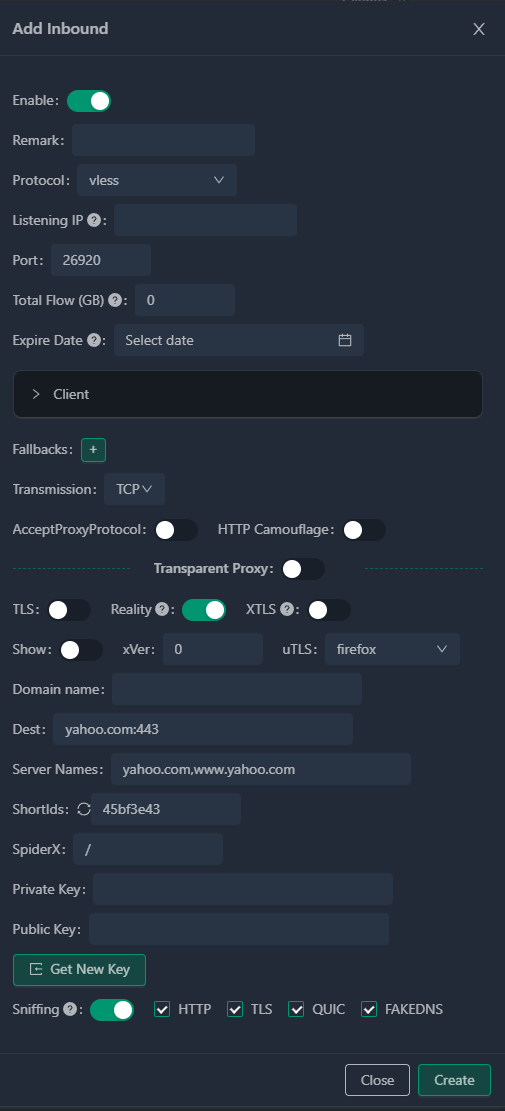 Add Inbound
Enable:
Remark:
Protocol: vless
Listening IP ? :
Port: 26920
Total Flow (GB) ? : 0
Expire Date ? : Select date
Client
Fallbacks: +
Transmission: TCP
AcceptProxyProtocol: HTTP Camouflage:
Transparent Proxy:
TLS: Reality ? : XTLS ? :
Show: xVer: 0 uTLS: firefox
Domain name:
Dest: yahoo.com:443
Server Names: yahoo.com,www.yahoo.com
ShortIds: 45bf3e43
SpiderX: /
Private Key:
Public Key:
Get New Key
Sniffing ? : HTTP TLS QUIC FAKEDNS
Close Create